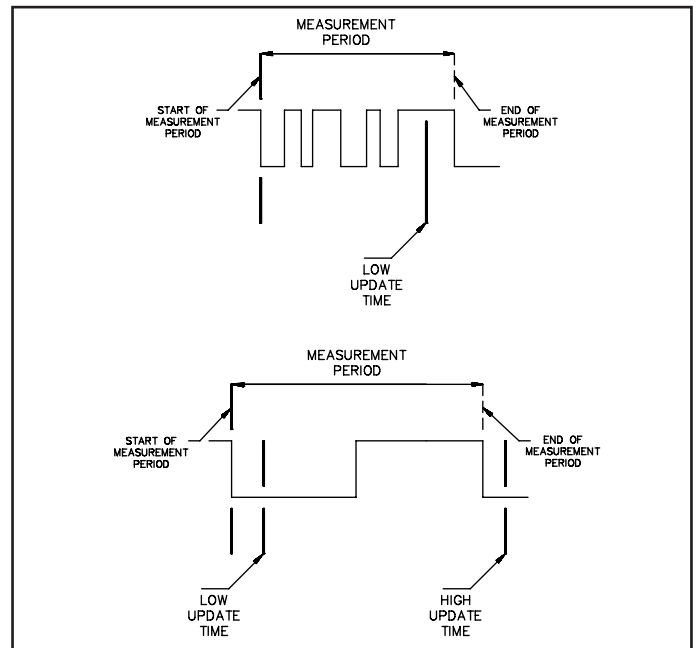 MEASUREMENT
PERIOD
START OF
MEASUREMENT
PERIOD
END OF
MEASUREMENT
PERIOD
LOW
UPDATE
TIME
MEASUREMENT
PERIOD
START OF
MEASUREMENT
PERIOD
END OF
MEASUREMENT
PERIOD
LOW
UPDATE
TIME
HIGH
UPDATE
TIME